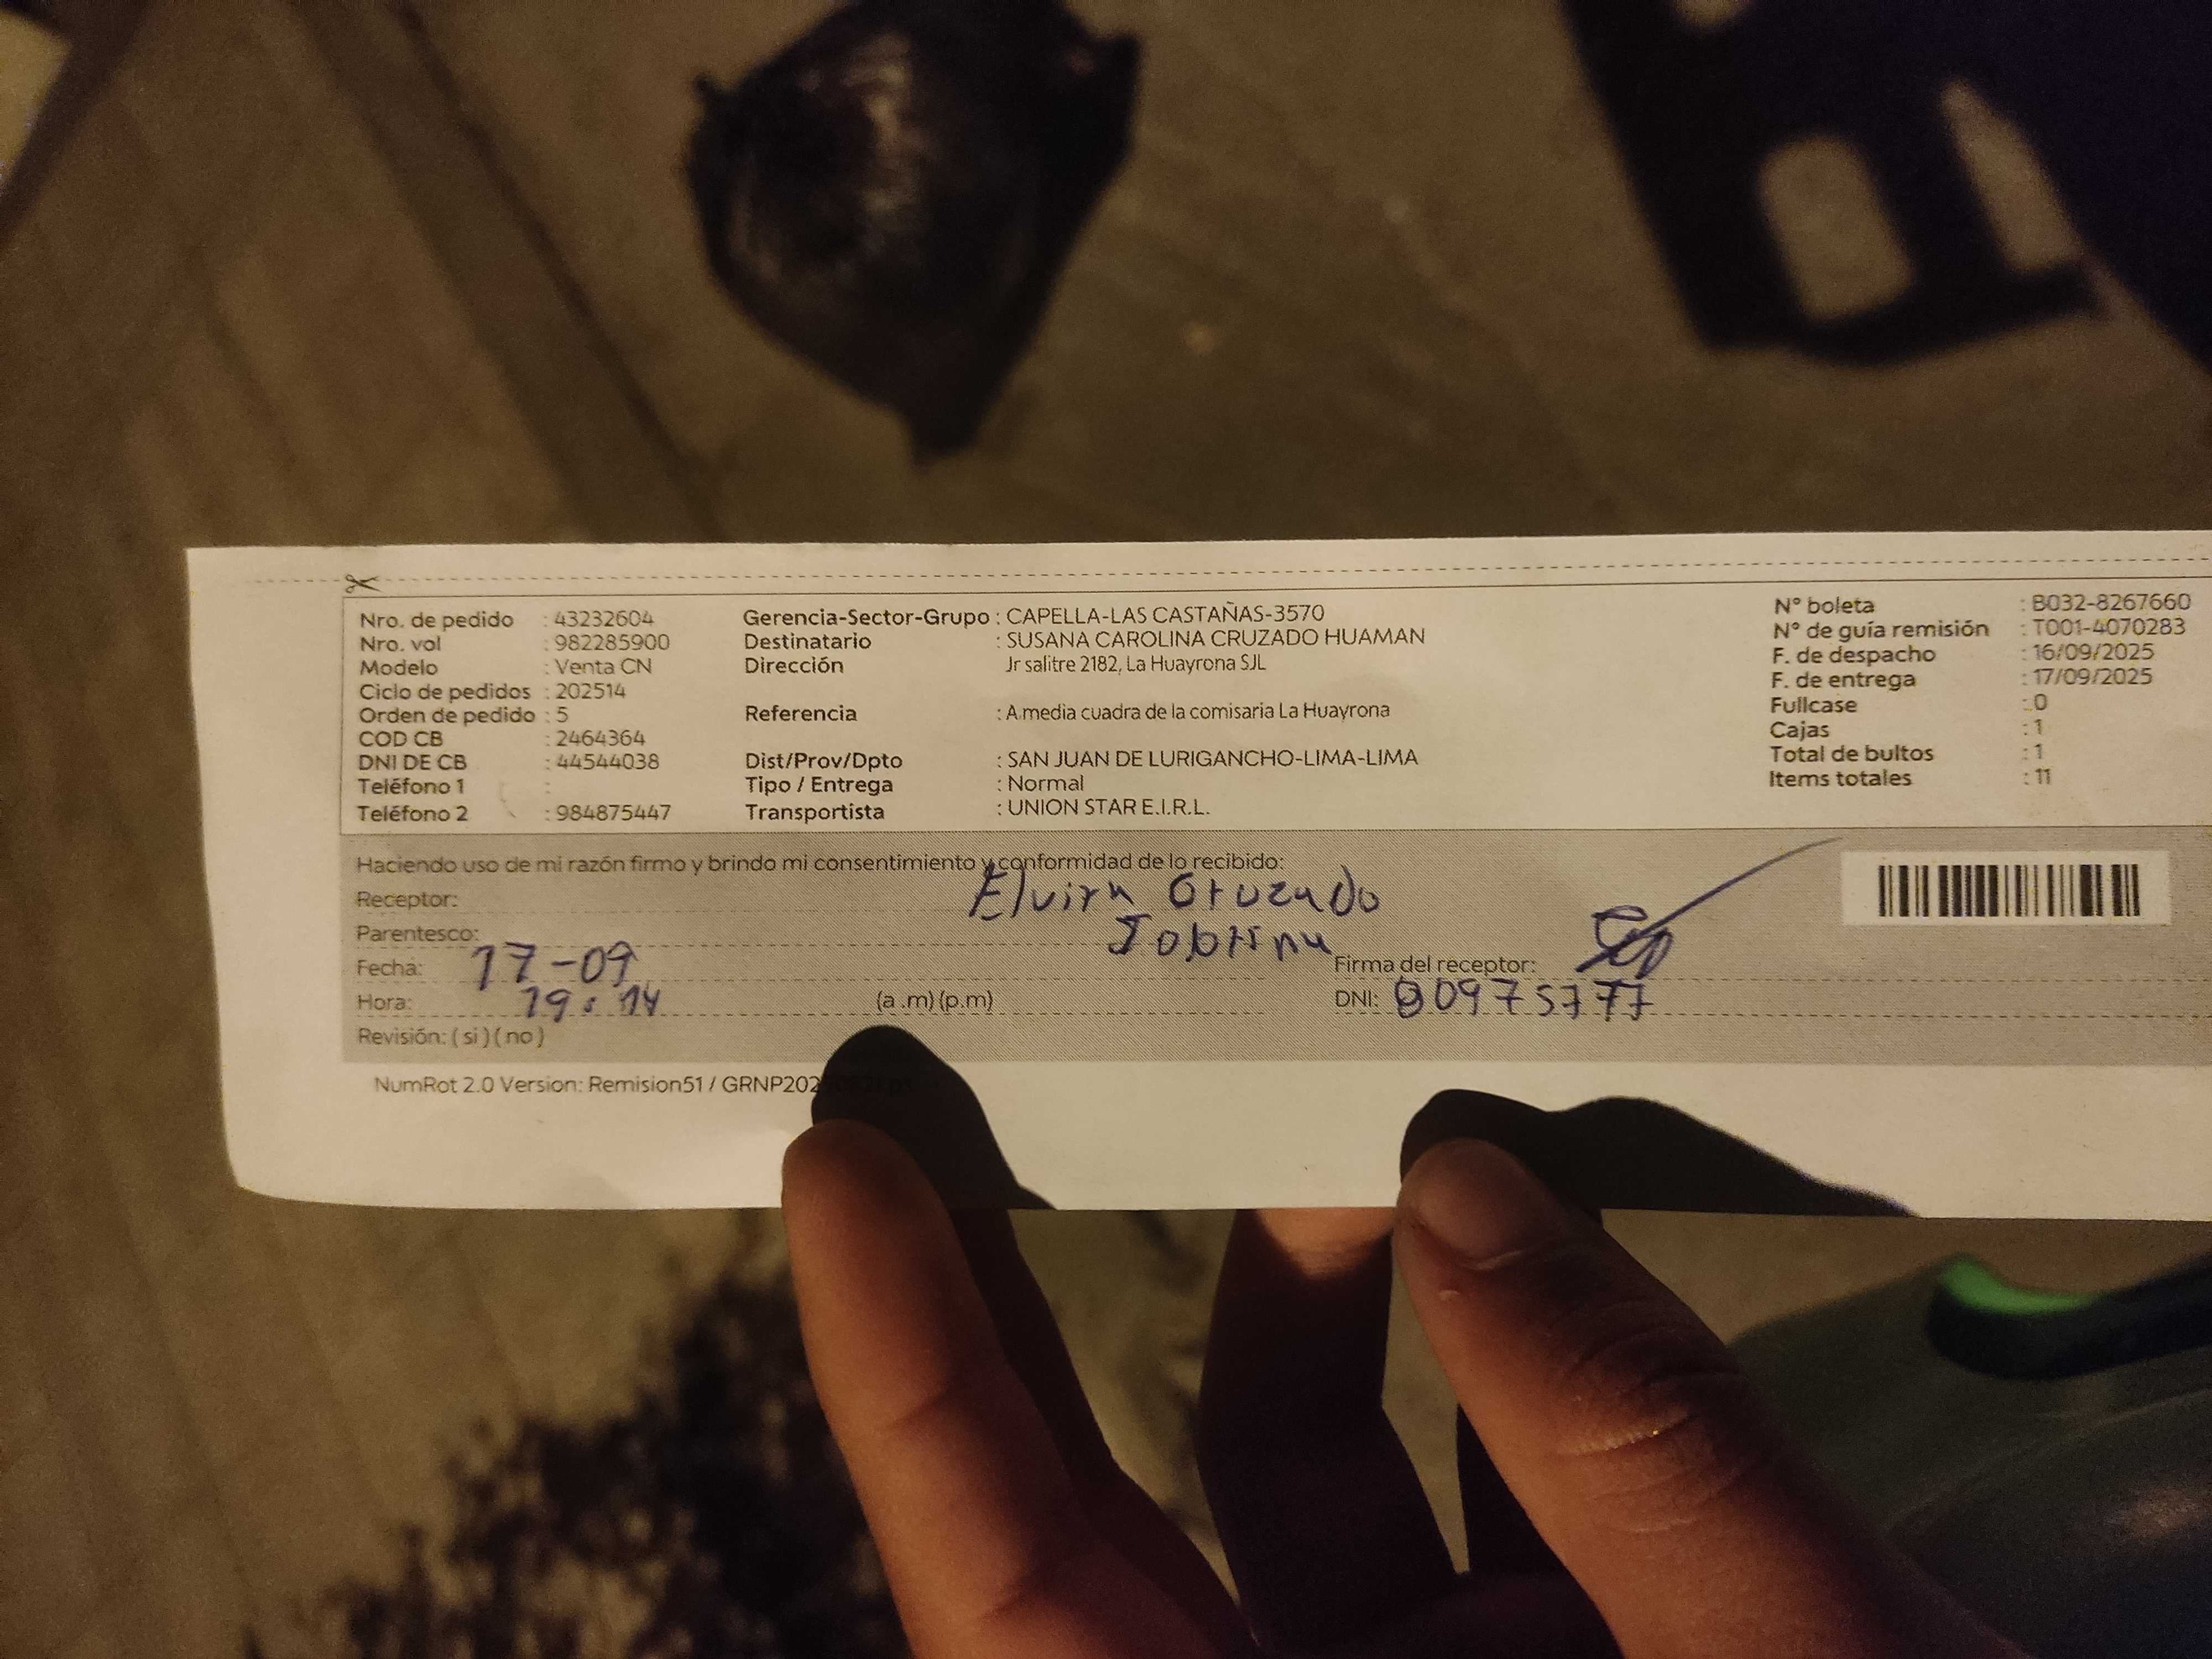 Nro. de pedido : 43232604
Nro. vol : 982285900
Modelo : Venta CN
Ciclo de pedidos : 202514
Orden de pedido : 5
COD CB : 2464364
DNI DE CB : 44544038
Teléfono 1 :
Teléfono 2 : 984875447
Gerencia-Sector-Grupo : CAPELLA-LAS CASTAÑAS-3570
Destinatario : SUSANA CAROLINA CRUZADO HUAMAN
Dirección Jr salitre 2182, La Huayrona SJL
Referencia : A media cuadra de la comisaria La Huayrona
Dist/Prov/Dpto : SAN JUAN DE LURIGANCHO-LIMA-LIMA
Tipo / Entrega : Normal
Transportista : UNION STAR E.I.R.L.
N° boleta : B032-8267660
N° de guía remisión : T001-4070283
F. de despacho : 16/09/2025
F. de entrega : 17/09/2025
Fullcase : 0
Cajas : 1
Total de bultos : 1
Items totales : 11
Haciendo uso de mi razón firmo y brindo mi consentimiento y conformidad de lo recibido:
Receptor: Elvira Cruzado
Parentesco: Sobrina
Fecha: 17-09 Firma del receptor:
Hora: 19:14 (a .m) (p.m) DNI: 00975777
Revisión: ( si ) ( no )
NumRot 2.0 Version: Remision51 /